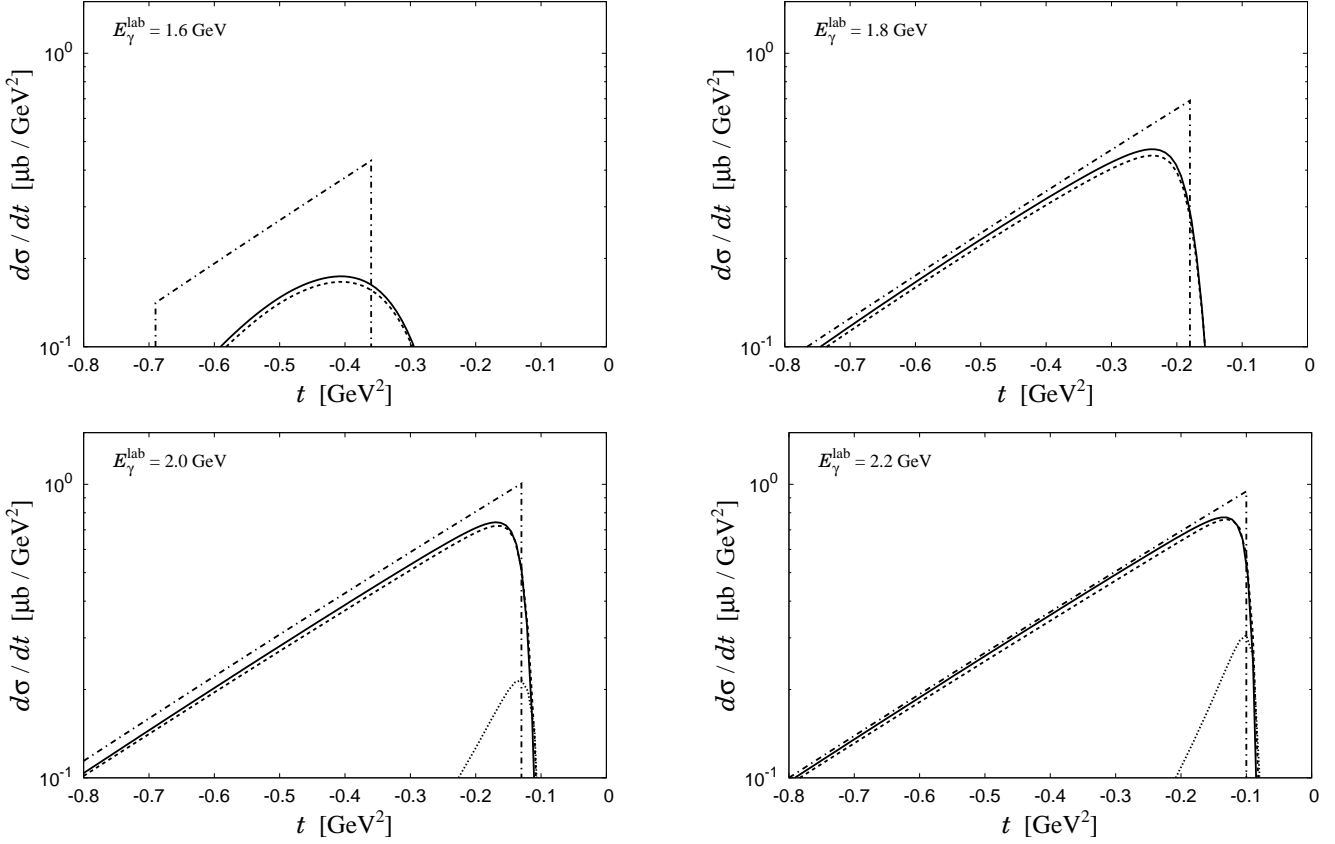 E_γ^lab = 1.6 GeV
10^0
10^-1
dσ / dt [μb / GeV^2]
-0.8 -0.7 -0.6 -0.5 -0.4 -0.3 -0.2 -0.1 0
t [GeV^2]
E_γ^lab = 1.8 GeV
10^0
10^-1
dσ / dt [μb / GeV^2]
-0.8 -0.7 -0.6 -0.5 -0.4 -0.3 -0.2 -0.1 0
t [GeV^2]
E_γ^lab = 2.0 GeV
10^0
10^-1
dσ / dt [μb / GeV^2]
-0.8 -0.7 -0.6 -0.5 -0.4 -0.3 -0.2 -0.1 0
t [GeV^2]
E_γ^lab = 2.2 GeV
10^0
10^-1
dσ / dt [μb / GeV^2]
-0.8 -0.7 -0.6 -0.5 -0.4 -0.3 -0.2 -0.1 0
t [GeV^2]